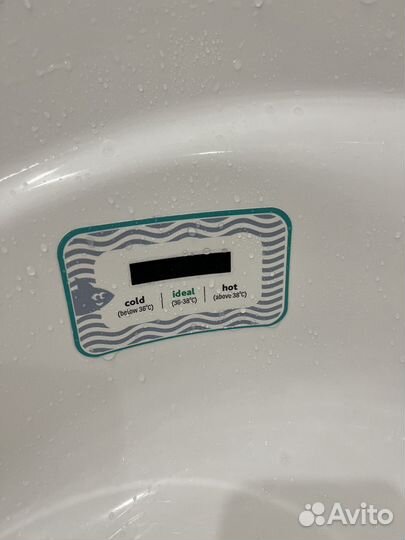 cold
(below 36°C)
ideal
(36-38°C)
hot
(above 38°C)
Avito